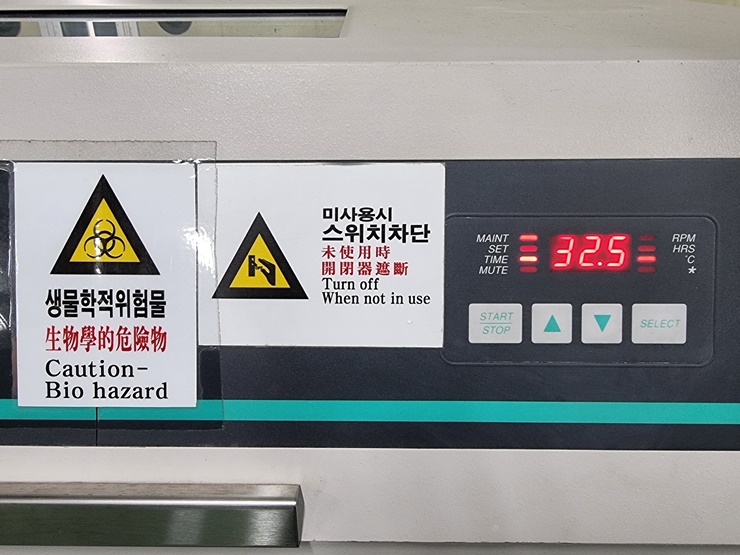 생물학적위험물
生物學的危險物
Caution-
Bio hazard
미사용시
스위치차단
未使用時
開閉器遮斷
Turn off
When not in use
MAINT
SET
TIME
MUTE
32.5
RPM
HRS
°C
*
START
STOP
SELECT